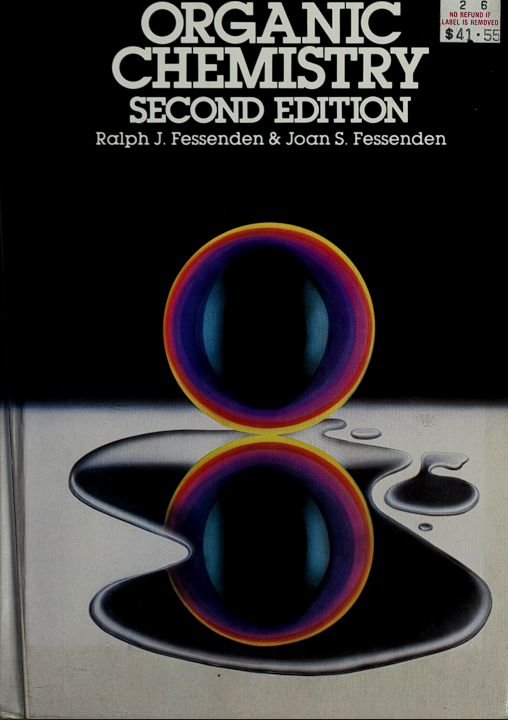 ORGANIC
CHEMISTRY
SECOND EDITION
Ralph J. Fessenden & Joan S. Fessenden
2 6
NO REFUND IF
LABEL IS REMOVED
$41.55